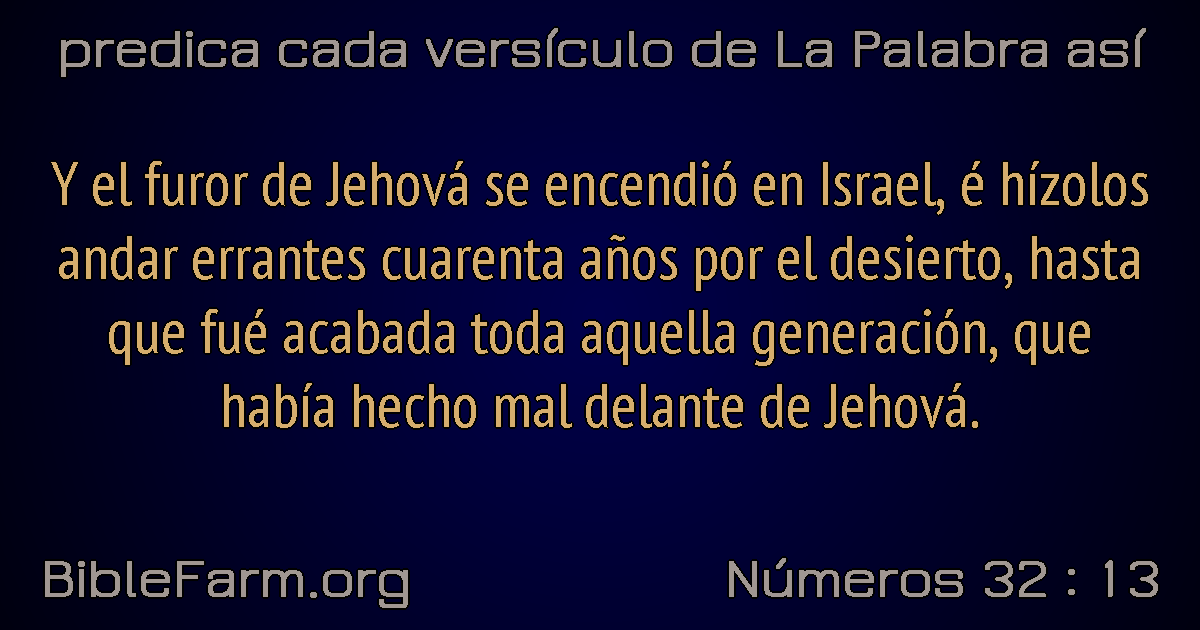 predica cada versículo de La Palabra así
Y el furor de Jehová se encendió en Israel, é hízolos
andar errantes cuarenta años por el desierto, hasta
que fué acabada toda aquella generación, que
había hecho mal delante de Jehová.
BibleFarm.org
Números 32 : 13